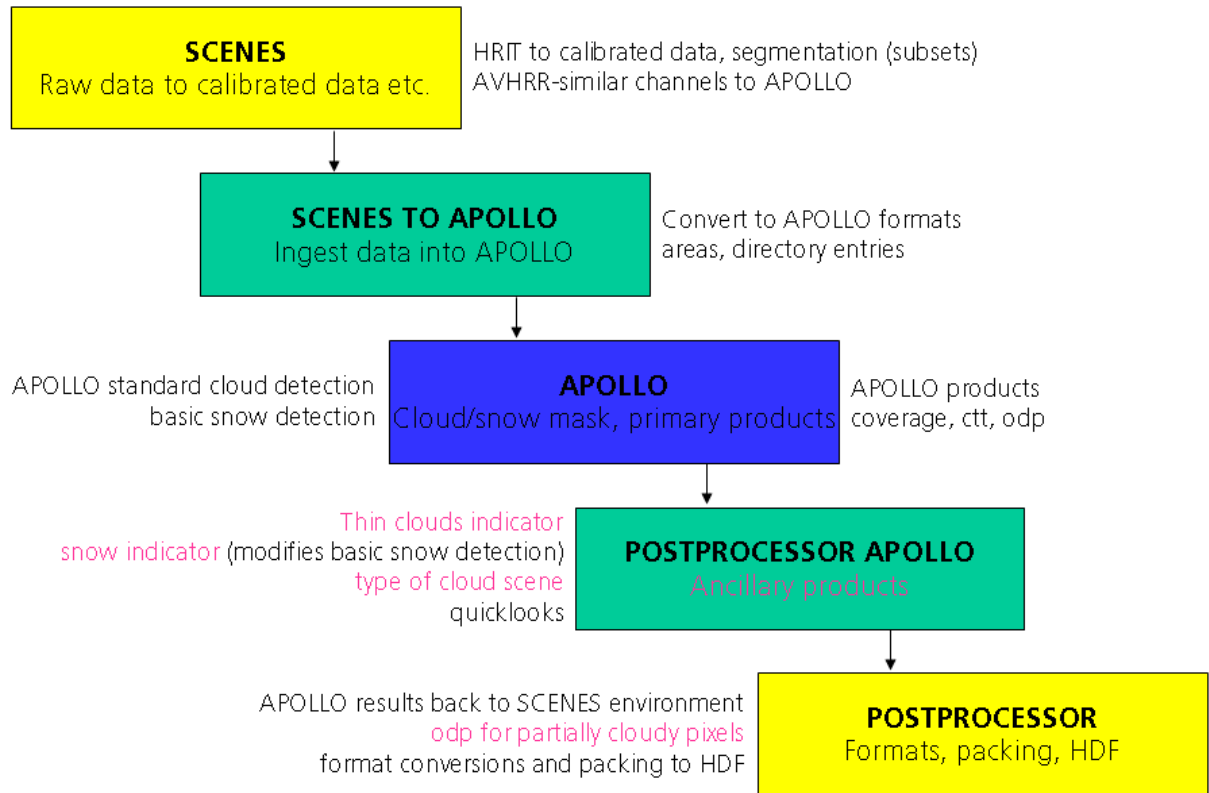 SCENES
Raw data to calibrated data etc.
HRIT to calibrated data, segmentation (subsets)
AVHRR-similar channels to APOLLO
SCENES TO APOLLO
Ingest data into APOLLO
Convert to APOLLO formats
areas, directory entries
APOLLO standard cloud detection
basic snow detection
APOLLO
Cloud/snow mask, primary products
APOLLO products
coverage, ctt, odp
Thin clouds indicator
snow indicator (modifies basic snow detection)
type of cloud scene
quicklooks
POSTPROCESSOR APOLLO
Ancillary products
APOLLO results back to SCENES environment
odp for partially cloudy pixels
format conversions and packing to HDF
POSTPROCESSOR
Formats, packing, HDF